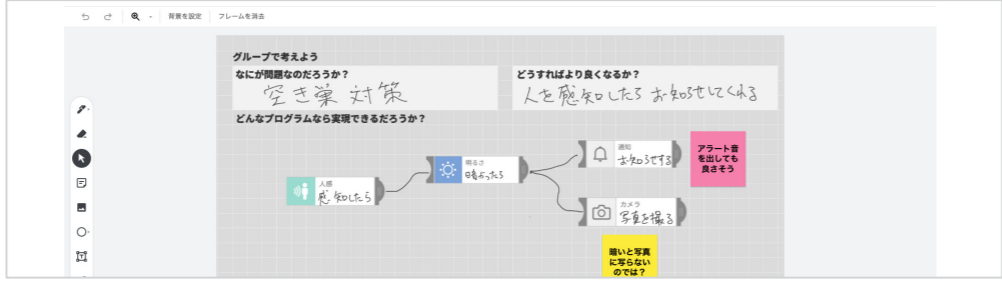 背景を設定 フレームを消去
グループで考えよう
なにが問題なのだろうか?
空き巣 対策
どうすればより良くなるか?
人を感知したら お知らせしてくれる
どんなプログラムなら実現できるだろうか?
人感
感知したら
明るさ
暗かったら
通知
お知らせする
カメラ
写真を撮る
アラート音
を出しても
良さそう
暗いと写真
に写らない
のでは?